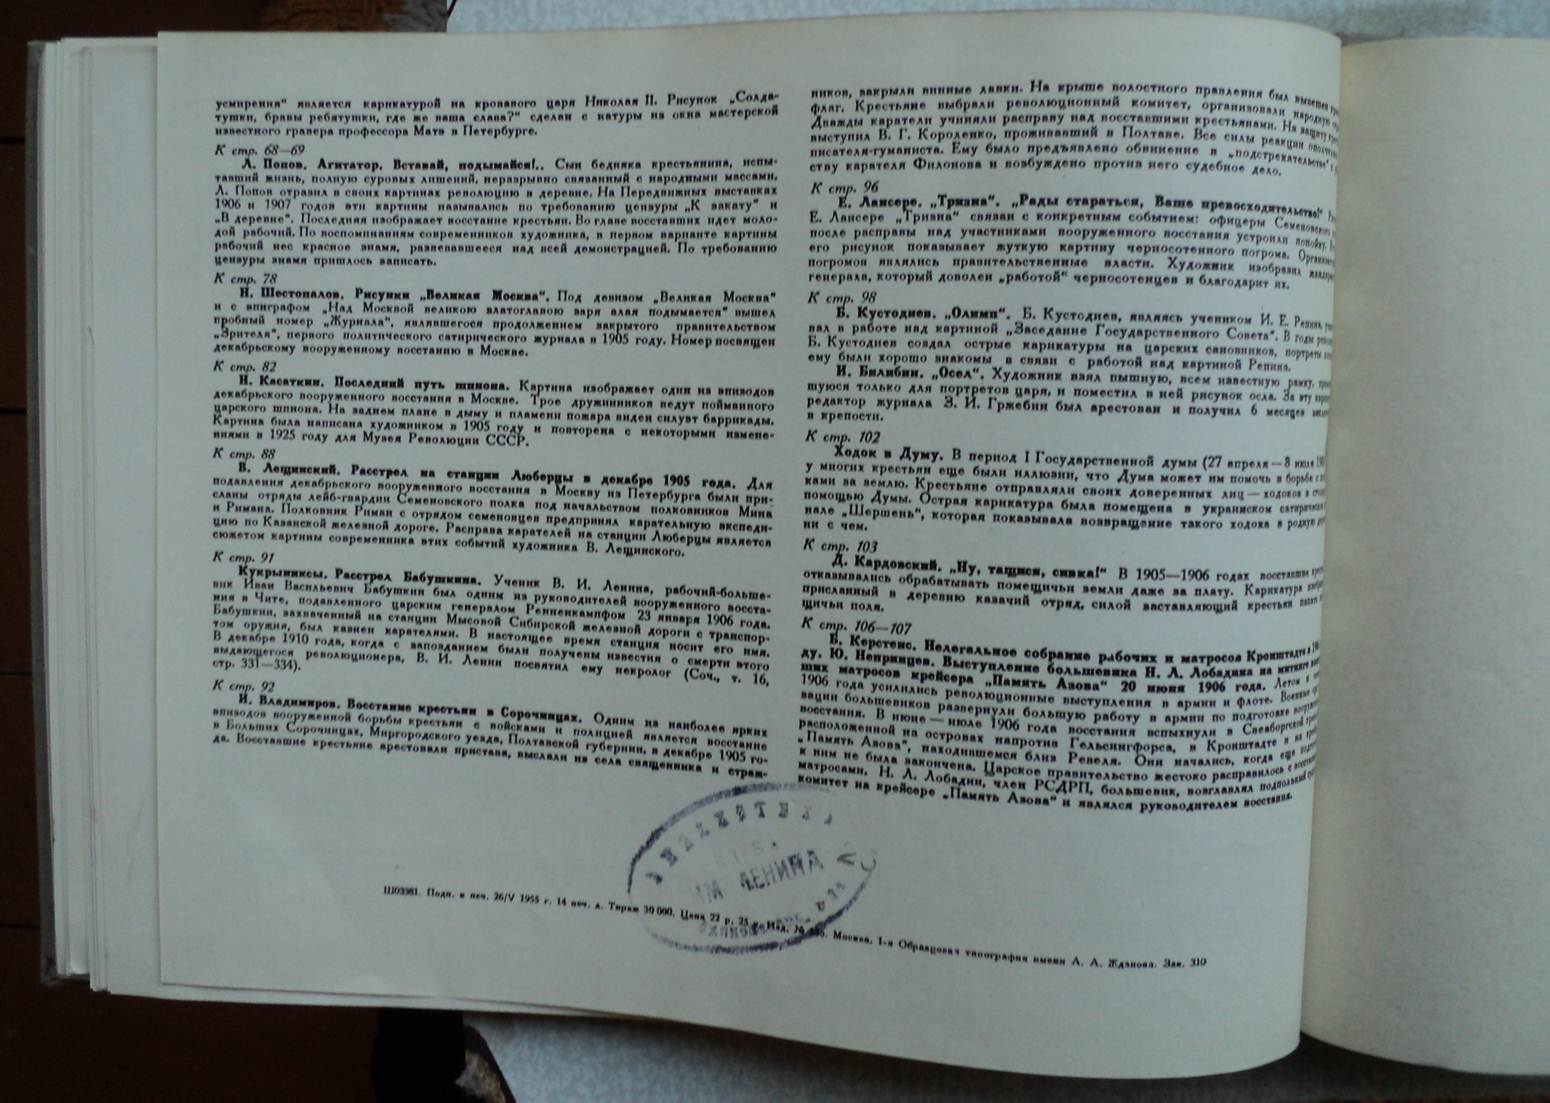 усмирения“ является карикатурой на кровавого царя Николая II. Рисунок „Солда-
тушки, бравы ребятушки, где же ваша слава?“ сделан с натуры из окна мастерской
известного гравера профессора Матэ в Петербурге.
К стр. 68—69
Л. Попов. Агитатор. Вставай, подымайся!.. Сын бедняка крестьянина, испы-
тавший жизнь, полную суровых лишений, неразрывно связанный с народными массами,
Л. Попов отразил в своих картинах революцию в деревне. На Передвижных выставках
1906 и 1907 годов эти картины назывались по требованию цензуры „К закату“ и
„В деревне“. Последняя изображает восстание крестьян. Во главе восставших идет моло-
дой рабочий. По воспоминаниям современников художника, в первом варианте картины
рабочий нес красное знамя, развевавшееся над всей демонстрацией. По требованию
цензуры знамя пришлось записать.
К стр. 78
Н. Шестопалов. Рисунки „Великая Москва“. Под девизом „Великая Москва“
и с эпиграфом „Над Москвой великою златоглавою заря алая подымается“ вышел
пробный номер „Журнала“, являвшегося продолжением закрытого правительством
„Зрителя“, первого политического сатирического журнала в 1905 году. Номер посвящен
декабрьскому вооруженному восстанию в Москве.
К стр. 82
Н. Касаткин. Последний путь шпиона. Картина изображает один из эпизодов
декабрьского вооруженного восстания в Москве. Трое дружинников ведут пойманного
царского шпиона. На заднем плане в дыму и пламени пожара виден силуэт баррикады.
Картина была написана художником в 1905 году и повторена с некоторыми измене-
ниями в 1925 году для Музея Революции СССР.
К стр. 88
В. Лещинский. Расстрел на станции Люберцы в декабре 1905 года. Для
подавления декабрьского вооруженного восстания в Москву из Петербурга были при-
сланы отряды лейб-гвардии Семеновского полка под начальством полковников Мина
и Римана. Полковник Риман с отрядом семеновцев предпринял карательную экспеди-
цию по Казанской железной дороге. Расправа карателей на станции Люберцы является
сюжетом картины современника этих событий художника В. Лещинского.
К стр. 91
Кукрыниксы. Расстрел Бабушкина. Ученик В. И. Ленина, рабочий-больше-
вик Иван Васильевич Бабушкин был одним из руководителей вооруженного восста-
ния в Чите, подавленного царским генералом Ренненкампфом 23 января 1906 года.
Бабушкин, захваченный на станции Мысовой Сибирской железной дороги с транспор-
том оружия, был казнен карателями. В настоящее время станция носит его имя.
В декабре 1910 года, когда с запозданием были получены известия о смерти этого
выдающегося революционера, В. И. Ленин посвятил ему некролог (Соч., т. 16,
стр. 331—334).
К стр. 92
И. Владимиров. Восстание крестьян в Сорочинцах. Одним из наиболее ярких
эпизодов вооруженной борьбы крестьян с войсками и полицией является восстание
в Больших Сорочинцах, Миргородского уезда, Полтавской губернии, в декабре 1905 го-
да. Восставшие крестьяне арестовали пристава, выслали из села священника и страж-
ников, закрыли винные лавки. На крыше волостного правления был вывешен
флаг. Крестьяне выбрали революционный комитет, организовали народную
Дважды каратели учиняли расправу над восставшими крестьянами. На защиту
выступил В. Г. Короленко, проживавший в Полтаве. Все силы реакции
писателя-гуманиста. Ему было предъявлено обвинение в „подстрекательстве“ к
ству карателя Филонова и возбуждено против него судебное дело.
К стр. 96
Е. Лансере. „Тризна“. „Рады стараться, Ваше превосходительство!“
Е. Лансере „Тризна“ связан с конкретным событием: офицеры Семеновского
после расправы над участниками вооруженного восстания устроили попойку.
его рисунок показывает жуткую картину черносотенного погрома.
погромов являлись правительственные власти. Художник изобразил
генерала, который доволен „работой“ черносотенцев и благодарит их.
К стр. 98
Б. Кустодиев. „Олимп“. Б. Кустодиев, являясь учеником И. Е. Репина,
вал в работе над картиной „Заседание Государственного Совета“. В годы
Б. Кустодиев создал острые карикатуры на царских сановников, портреты
ему были хорошо знакомы в связи с работой над картиной Репина.
И. Билибин. „Осел“. Художник взял пышную, всем известную рамку,
шуюся только для портретов царя, и поместил в ней рисунок осла. За эту
редактор журнала З. И. Гржебин был арестован и получил 6 месяцев
в крепости.
К стр. 102
Ходок в Думу. В период I Государственной думы (27 апреля — 8 июля
у многих крестьян еще были иллюзии, что Дума может им помочь в борьбе с
ками за землю. Крестьяне отправляли своих доверенных лиц — ходоков в
помощью Думы. Острая карикатура была помещена в украинском
нале „Шершень“, которая показывала возвращение такого ходока в родную
ни с чем.
К стр. 103
Д. Кардовский. „Ну, тащися, сивка!“ В 1905—1906 годах восставшие
отказывались обрабатывать помещичьи земли даже за плату. Карикатура
присланный в деревню казачий отряд, силой заставляющий крестьян
щичьи поля.
К стр. 106—107
Б. Керстенс. Нелегальное собрание рабочих и матросов Кронштадта в
ду. Ю. Непринцев. Выступление большевика Н. Л. Лобадина на митинге
ших матросов крейсера „Память Азова“ 20 июня 1906 года. Летом
1906 года усилились революционные выступления в армии и флоте. Военные
зации большевиков развернули большую работу в армии по подготовке
восстания. В июне — июле 1906 года восстания вспыхнули в Свеаборгской
расположенной на островах напротив Гельсингфорса, в Кронштадте и на
„Память Азова“, находившемся близ Ревеля. Они начались, когда еще
к ним не была закончена. Царское правительство жестоко расправилось с
матросами. Н. Л. Лобадин, член РСДРП, большевик, возглавлял подпольный
комитет на крейсере „Память Азова“ и являлся руководителем восстания.
ИМ ЛЕНИНА
Ш03981. Подп. к печ. 26/V 1955 г. 14 печ. л. Тираж 30 000. Цена 22 р. 25 к. Изд. № Москва, 1-я Образцовая типография имени А. А. Жданова. Зак. 310